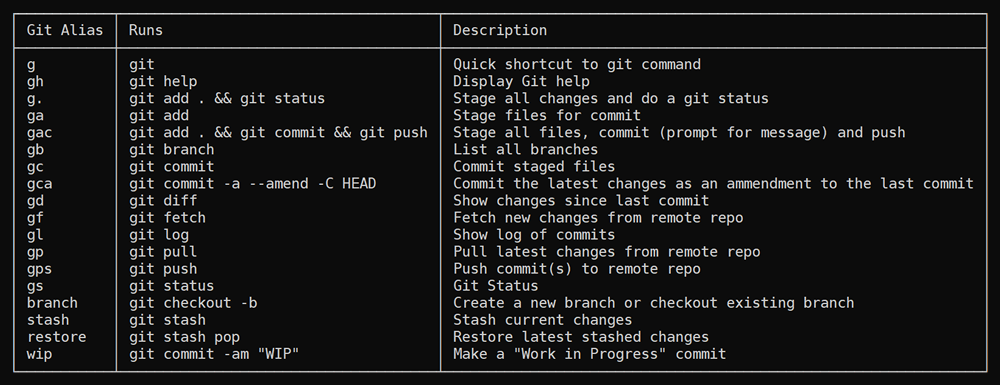 Git Alias Runs Description
g git Quick shortcut to git command
gh git help Display Git help
g. git add . && git status Stage all changes and do a git status
ga git add Stage files for commit
gac git add . && git commit && git push Stage all files, commit (prompt for message) and push
gb git branch List all branches
gc git commit Commit staged files
gca git commit -a --amend -C HEAD Commit the latest changes as an ammendment to the last commit
gd git diff Show changes since last commit
gf git fetch Fetch new changes from remote repo
gl git log Show log of commits
gp git pull Pull latest changes from remote repo
gps git push Push commit(s) to remote repo
gs git status Git Status
branch git checkout -b Create a new branch or checkout existing branch
stash git stash Stash current changes
restore git stash pop Restore latest stashed changes
wip git commit -am "WIP" Make a "Work in Progress" commit